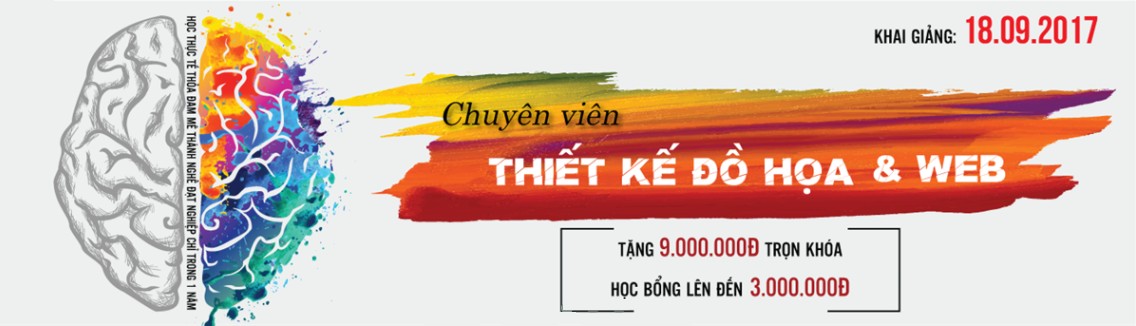 HỌC THỰC TẾ THỎA ĐAM MÊ THÀNH NGHỀ ĐẠT NGHIỆP CHỈ TRONG 1 NĂM
KHAI GIẢNG: 18.09.2017
Chuyên viên
THIẾT KẾ ĐỒ HỌA & WEB
TẶNG 9.000.000Đ TRỌN KHÓA
HỌC BỔNG LÊN ĐẾN 3.000.000Đ